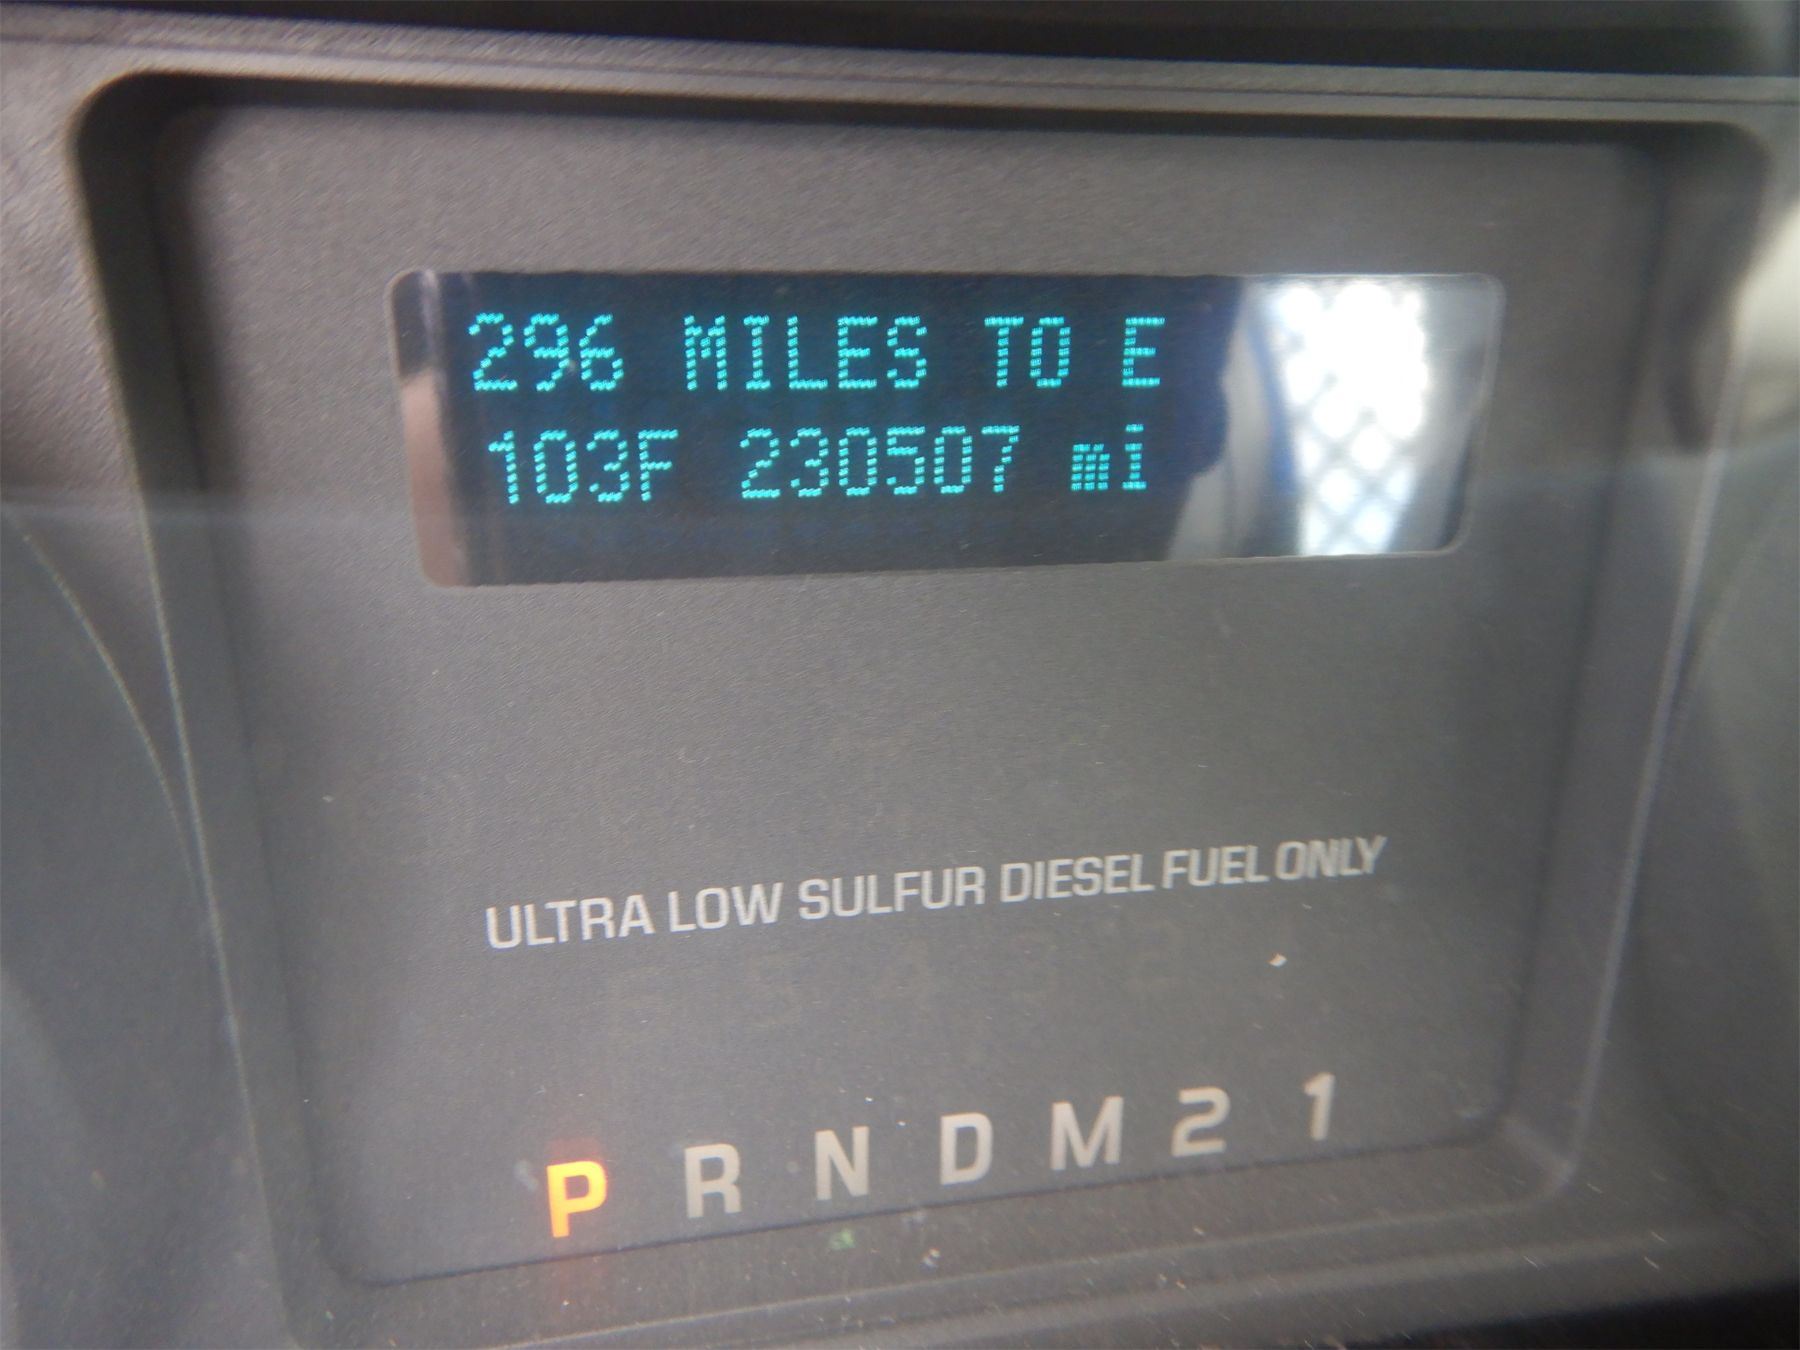 296 MILES TO E
103F 230507 mi
ULTRA LOW SULFUR DIESEL FUEL ONLY
P R N D M 2 1